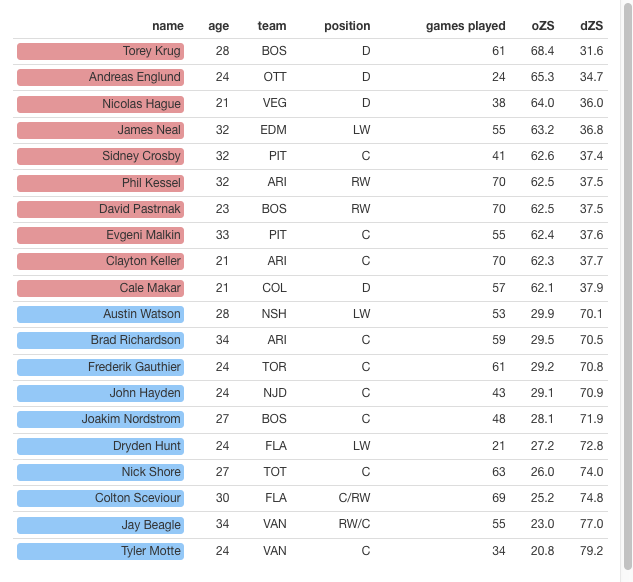 name age team position games played oZS dZS
Torey Krug 28 BOS D 61 68.4 31.6
Andreas Englund 24 OTT D 24 65.3 34.7
Nicolas Hague 21 VEG D 38 64.0 36.0
James Neal 32 EDM LW 55 63.2 36.8
Sidney Crosby 32 PIT C 41 62.6 37.4
Phil Kessel 32 ARI RW 70 62.5 37.5
David Pastrnak 23 BOS RW 70 62.5 37.5
Evgeni Malkin 33 PIT C 55 62.4 37.6
Clayton Keller 21 ARI C 70 62.3 37.7
Cale Makar 21 COL D 57 62.1 37.9
Austin Watson 28 NSH LW 53 29.9 70.1
Brad Richardson 34 ARI C 59 29.5 70.5
Frederik Gauthier 24 TOR C 61 29.2 70.8
John Hayden 24 NJD C 43 29.1 70.9
Joakim Nordstrom 27 BOS C 48 28.1 71.9
Dryden Hunt 24 FLA LW 21 27.2 72.8
Nick Shore 27 TOT C 63 26.0 74.0
Colton Sceviour 30 FLA C/RW 69 25.2 74.8
Jay Beagle 34 VAN RW/C 55 23.0 77.0
Tyler Motte 24 VAN C 34 20.8 79.2